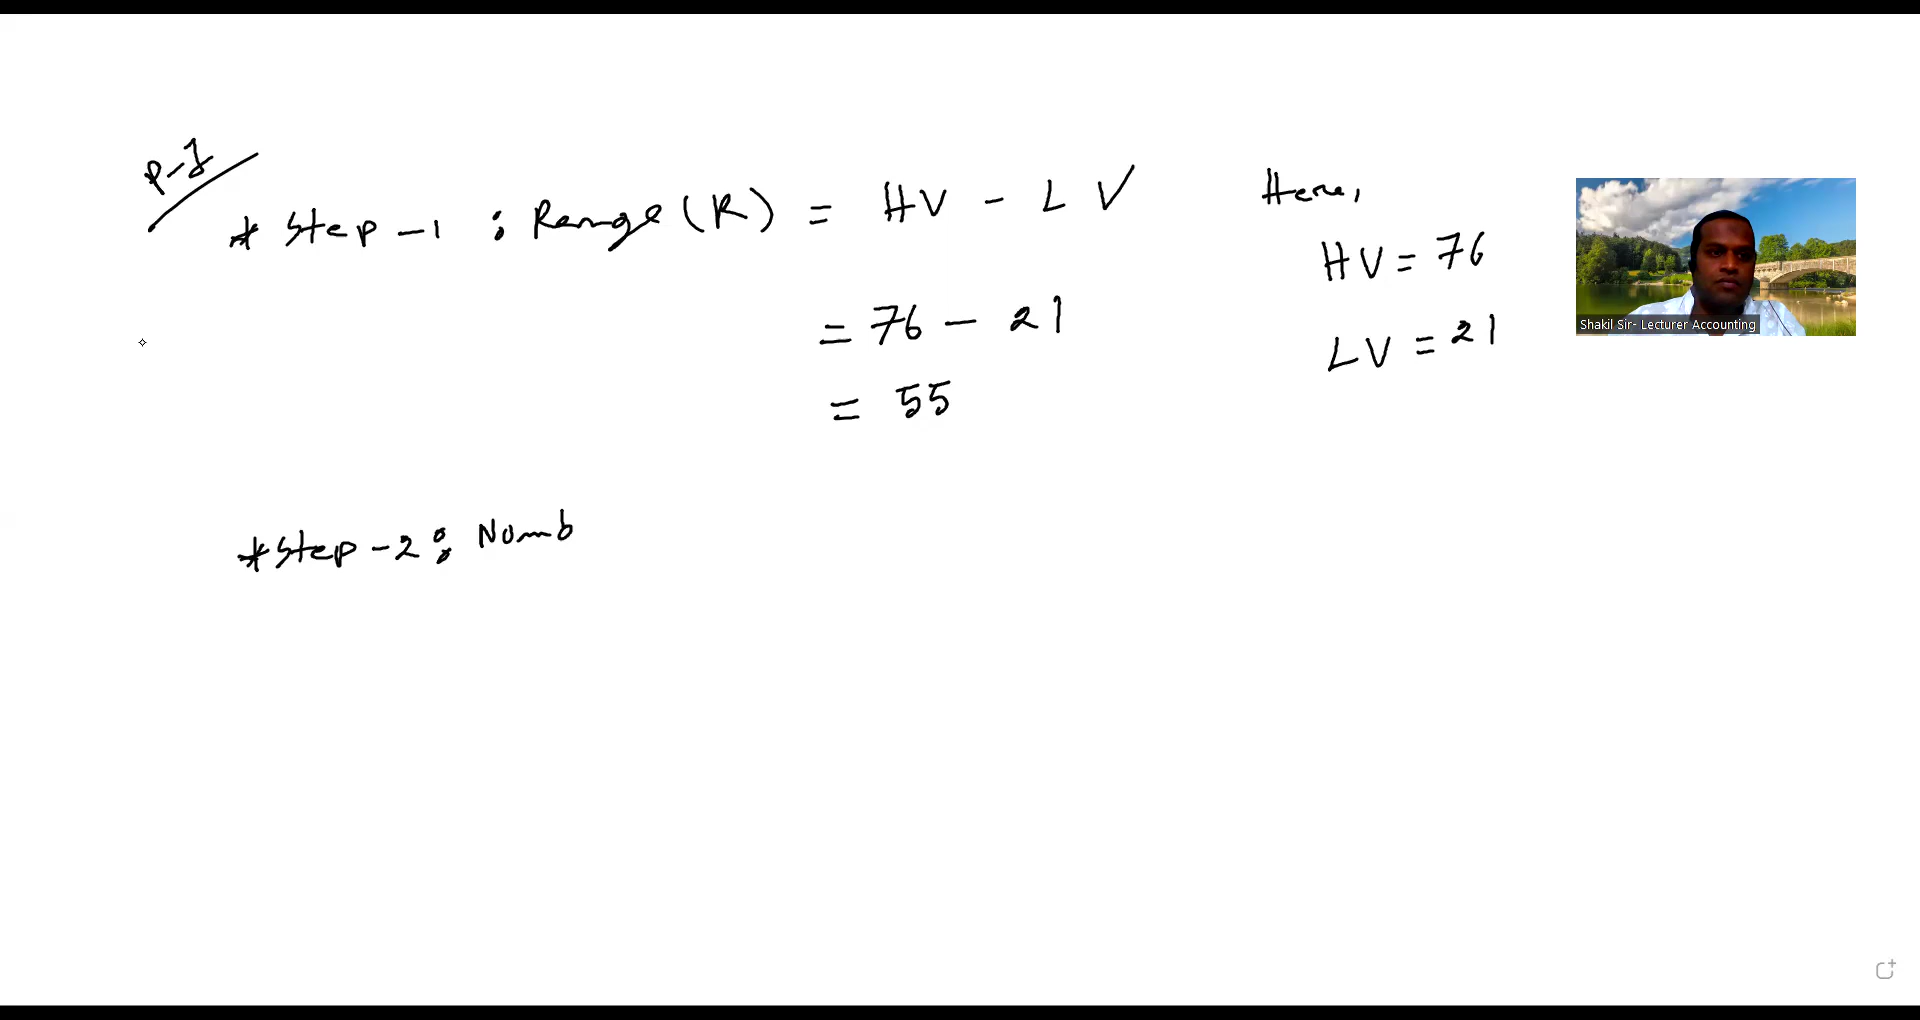 P-1
* Step-1 : Range (R) = HV - LV
= 76 - 21
= 55
Here,
HV = 76
LV = 21
Shakil Sir- Lecturer Accounting
* Step-2 : Numb